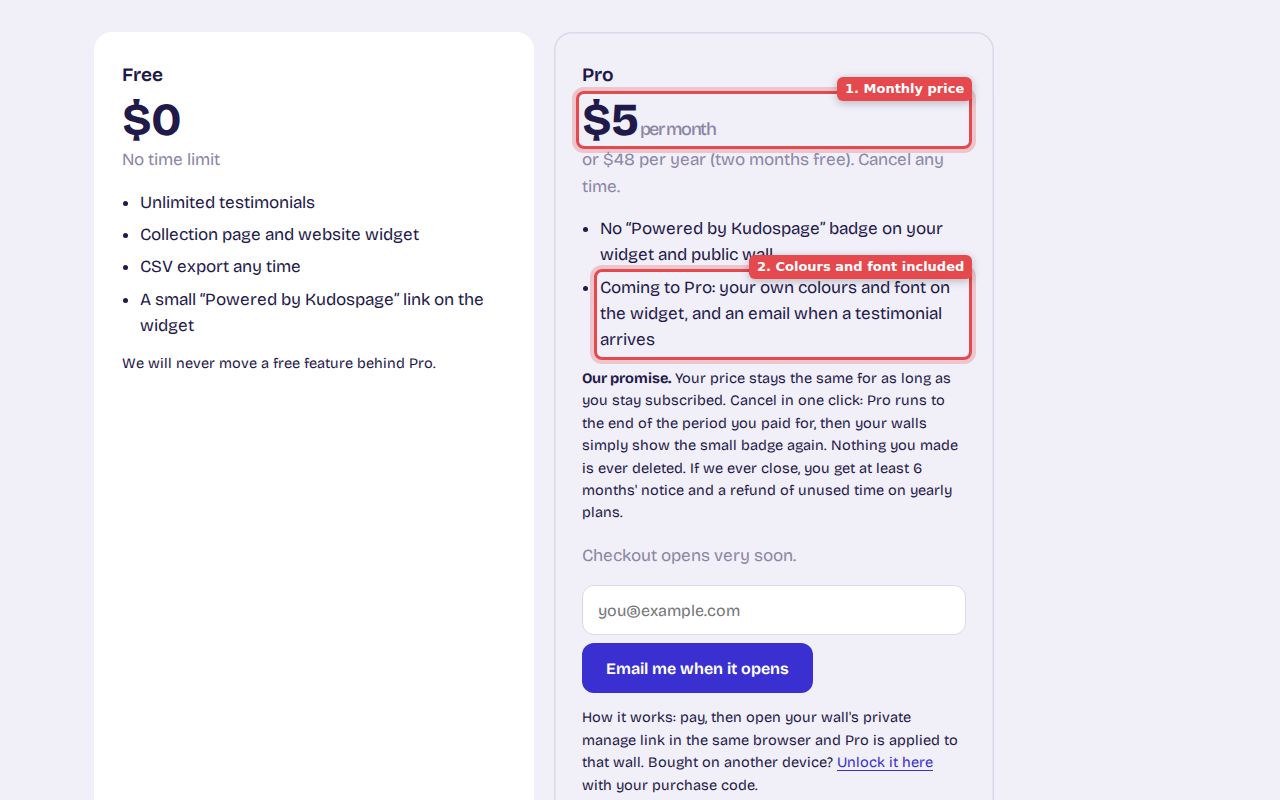 Free
$0
No time limit
Unlimited testimonials
Collection page and website widget
CSV export any time
A small “Powered by Kudospage” link on the
widget
We will never move a free feature behind Pro.
Pro
1. Monthly price
$5 per month
or $48 per year (two months free). Cancel any
time.
No “Powered by Kudospage” badge on your
widget and public wall
2. Colours and font included
Coming to Pro: your own colours and font on
the widget, and an email when a testimonial
arrives
Our promise. Your price stays the same for as long as
you stay subscribed. Cancel in one click: Pro runs to
the end of the period you paid for, then your walls
simply show the small badge again. Nothing you made
is ever deleted. If we ever close, you get at least 6
months' notice and a refund of unused time on yearly
plans.
Checkout opens very soon.
you@example.com
Email me when it opens
How it works: pay, then open your wall's private
manage link in the same browser and Pro is applied to
that wall. Bought on another device? Unlock it here
with your purchase code.